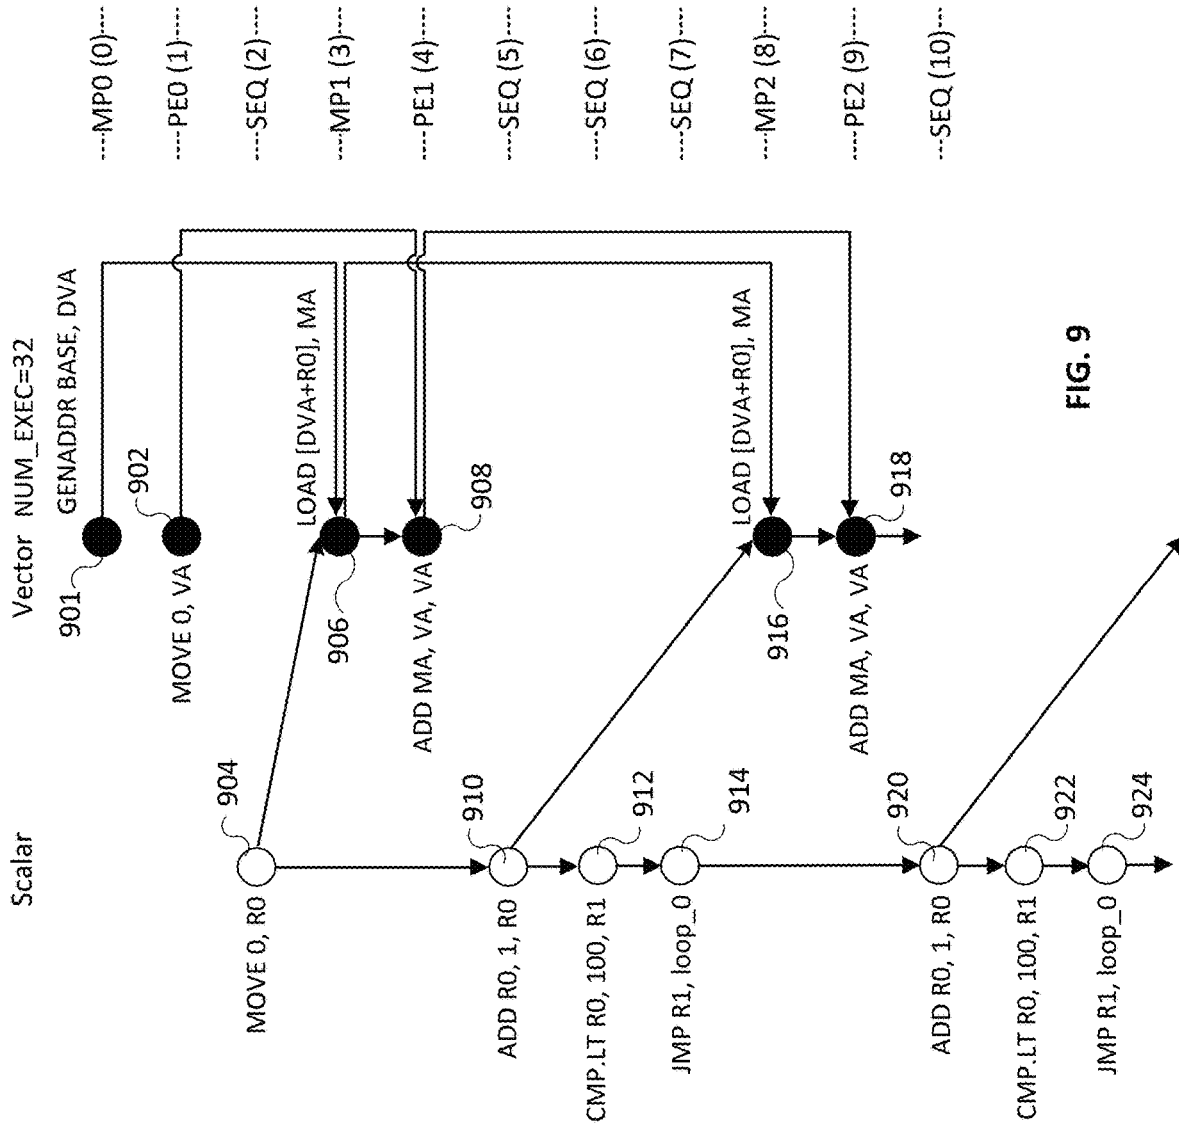 Scalar
Vector NUM_EXEC=32
GENADDR BASE, DVA
901
----MP0 (0)----
902
MOVE 0, VA
----PE0 (1)----
904
MOVE 0, R0
----SEQ (2)----
LOAD [DVA+R0], MA
906
----MP1 (3)----
ADD MA, VA, VA
908
----PE1 (4)----
910
ADD R0, 1, R0
----SEQ (5)----
CMP.LT R0, 100, R1
912
----SEQ (6)----
JMP R1, loop_0
914
----SEQ (7)----
LOAD [DVA+R0], MA
916
----MP2 (8)----
ADD MA, VA, VA
918
----PE2 (9)----
920
ADD R0, 1, R0
----SEQ (10)----
CMP.LT R0, 100, R1
922
JMP R1, loop_0
924
FIG. 9